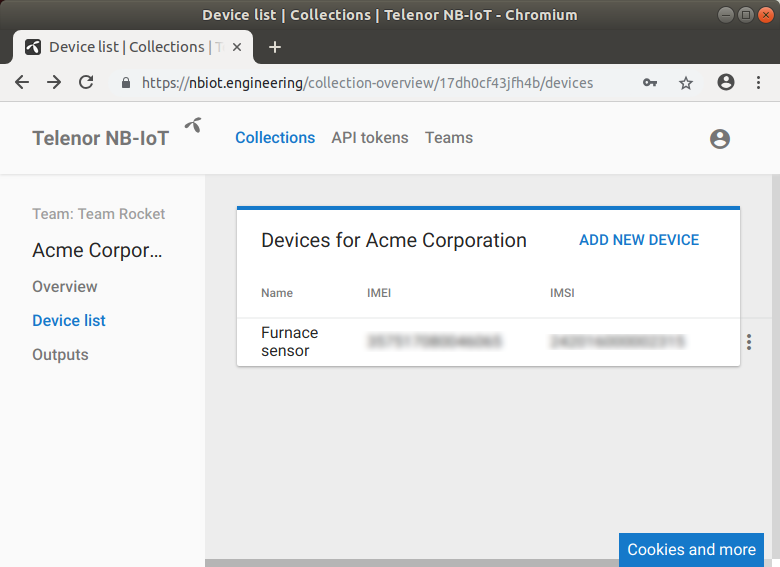 Device list | Collections | Telenor NB-IoT - Chromium
Device list | Collections | T
https://nbiot.engineering/collection-overview/17dh0cf43jfh4b/devices
Telenor NB-IoT
Collections API tokens Teams
Team: Team Rocket
Acme Corpor...
Overview
Device list
Outputs
Devices for Acme Corporation
ADD NEW DEVICE
Name IMEI IMSI
Furnace
sensor
Cookies and more